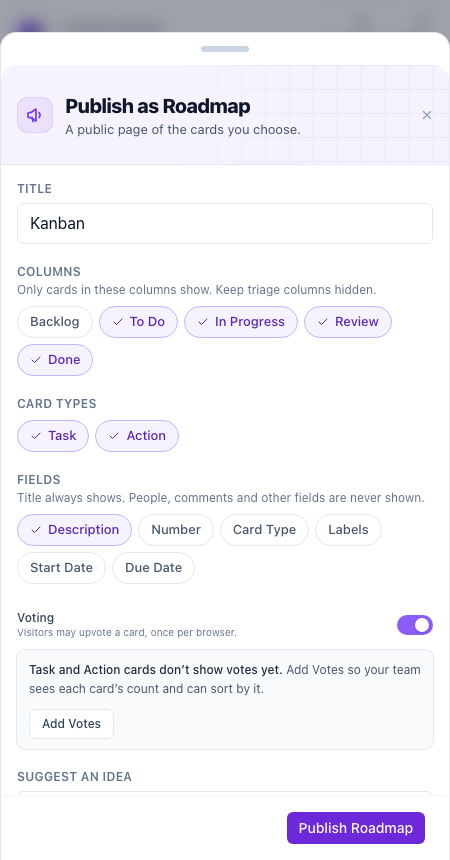 Publish as Roadmap
A public page of the cards you choose.
TITLE
Kanban
COLUMNS
Only cards in these columns show. Keep triage columns hidden.
Backlog
To Do
In Progress
Review
Done
CARD TYPES
Task
Action
FIELDS
Title always shows. People, comments and other fields are never shown.
Description
Number
Card Type
Labels
Start Date
Due Date
Voting
Visitors may upvote a card, once per browser.
Task and Action cards don’t show votes yet. Add Votes so your team
sees each card’s count and can sort by it.
Add Votes
SUGGEST AN IDEA
Publish Roadmap